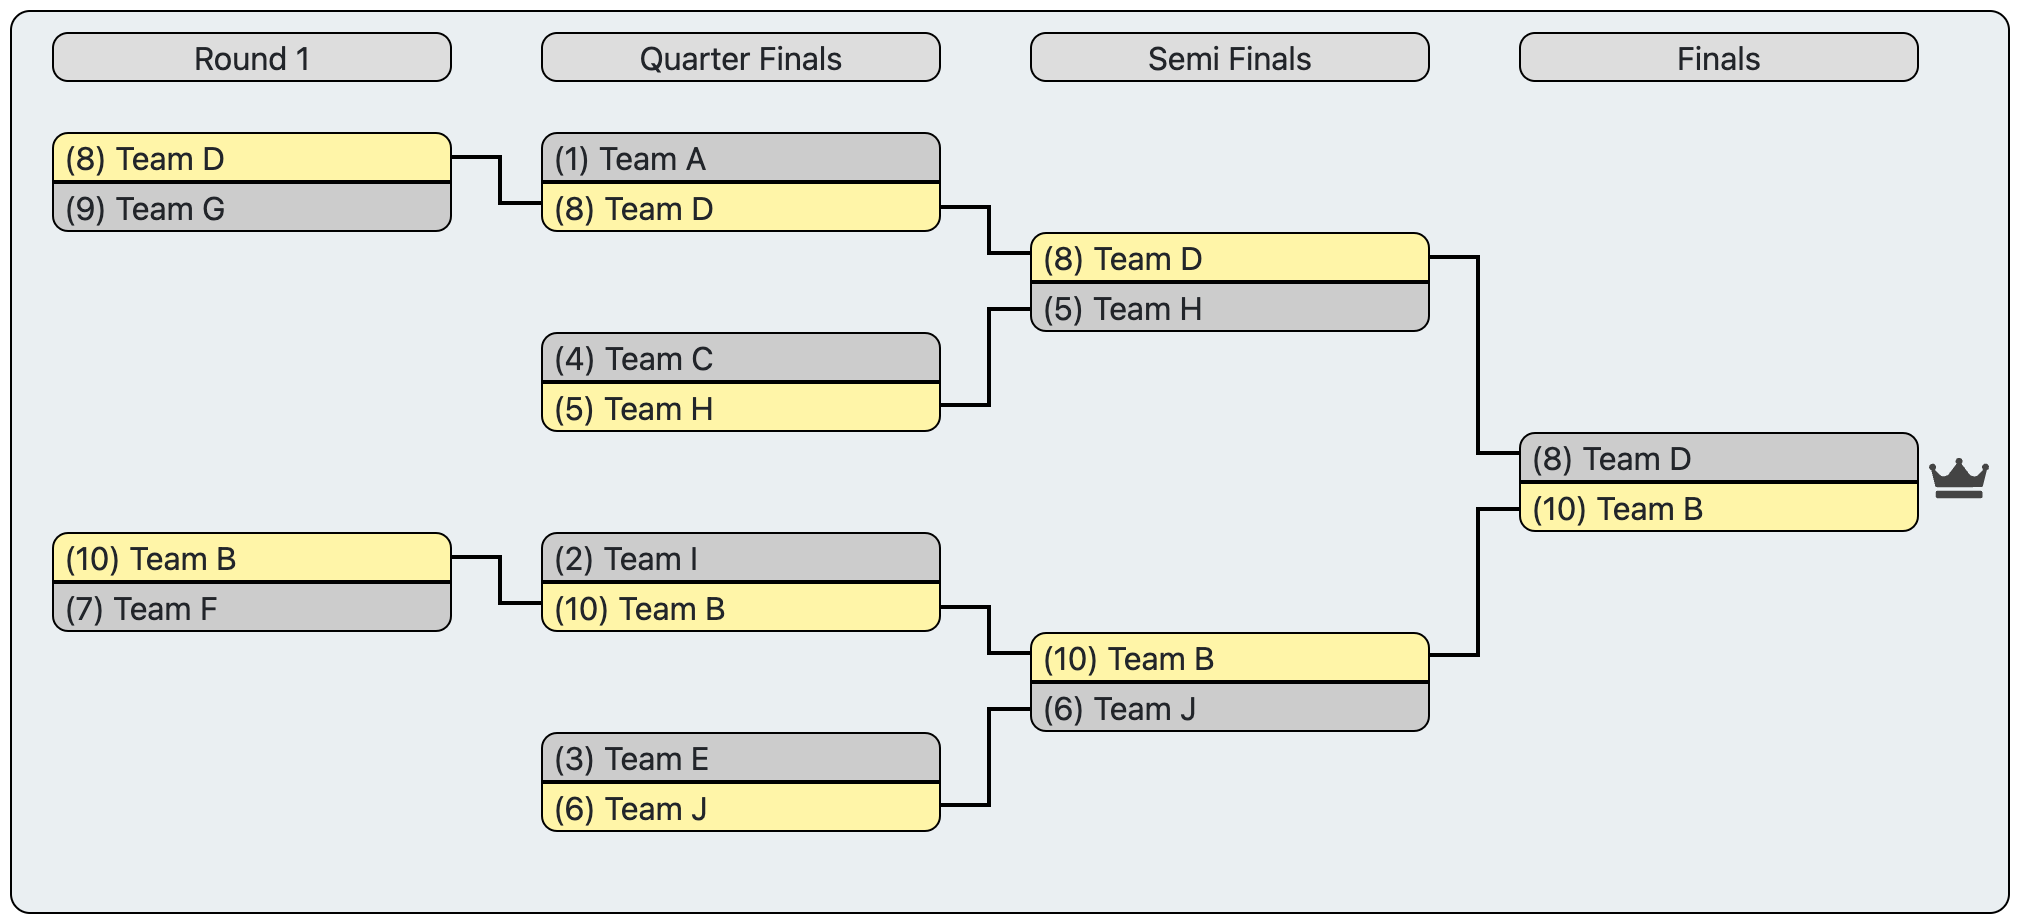 Round 1
Quarter Finals
Semi Finals
Finals
(8) Team D
(9) Team G
(10) Team B
(7) Team F
(1) Team A
(8) Team D
(4) Team C
(5) Team H
(2) Team I
(10) Team B
(3) Team E
(6) Team J
(8) Team D
(5) Team H
(10) Team B
(6) Team J
(8) Team D
(10) Team B